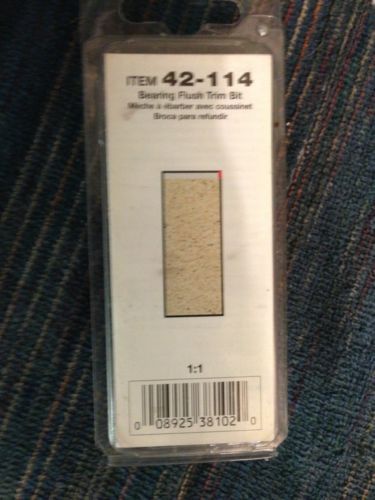 ITEM 42-114
Bearing Flush Trim Bit
Mèche à ébarber avec coussinet
Broca para refundir
1:1
0 08925 38102 0